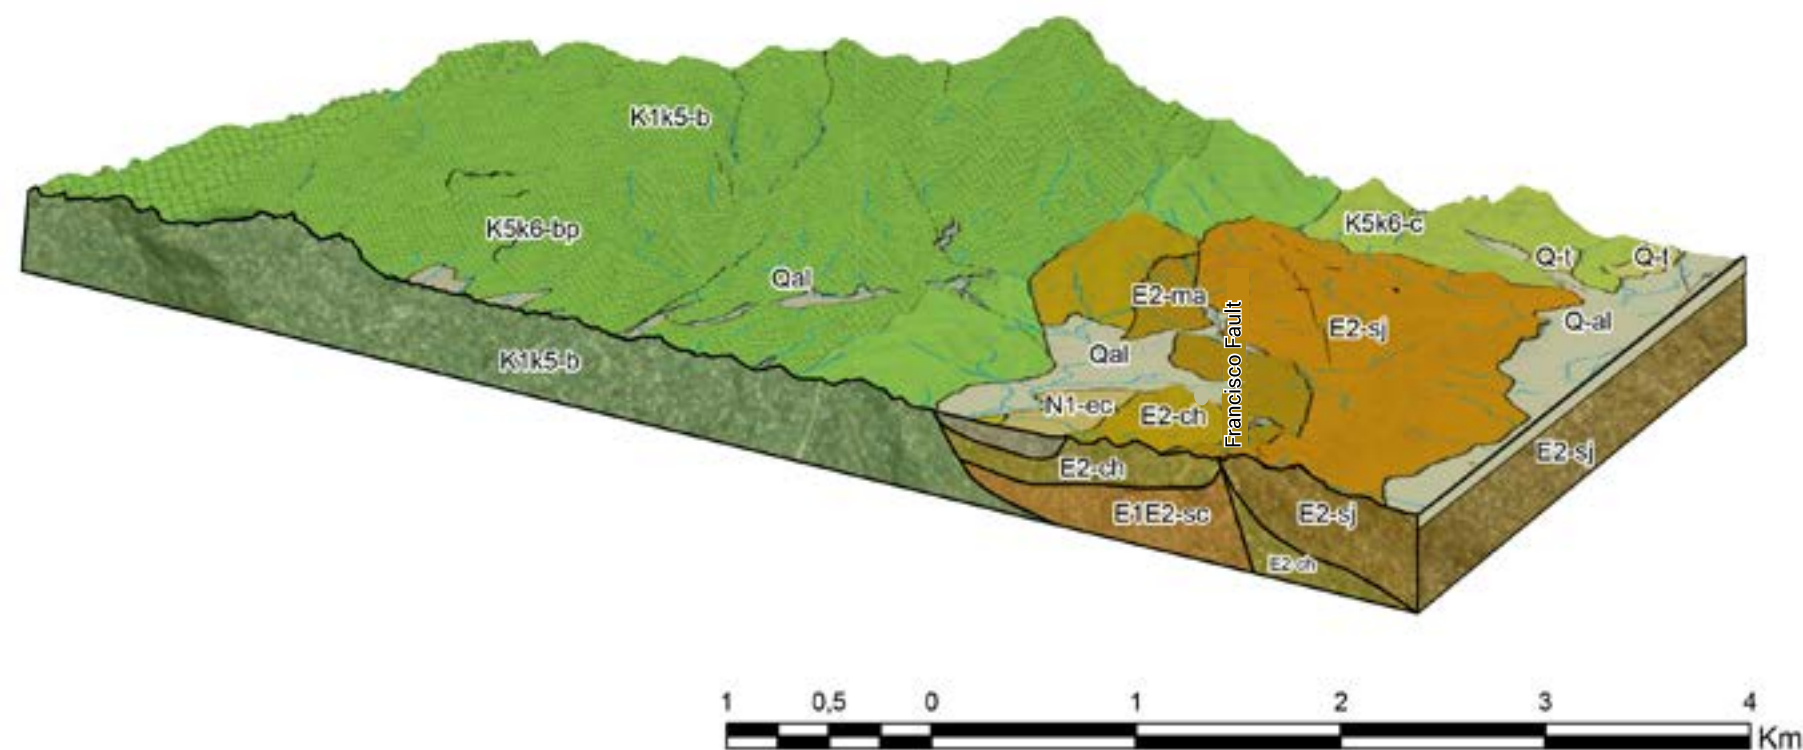 K1k5-b
K5k6-bp
K5k6-c
Q-t
Q-t
Qal
E2-ma
E2-sj
Q-al
Francisco Fault
K1k5-b
Qal
N1-ec
E2-ch
E2-ch
E2-sj
E1E2-sc
E2-sj
E2-ch
1 0,5 0 1 2 3 4
Km